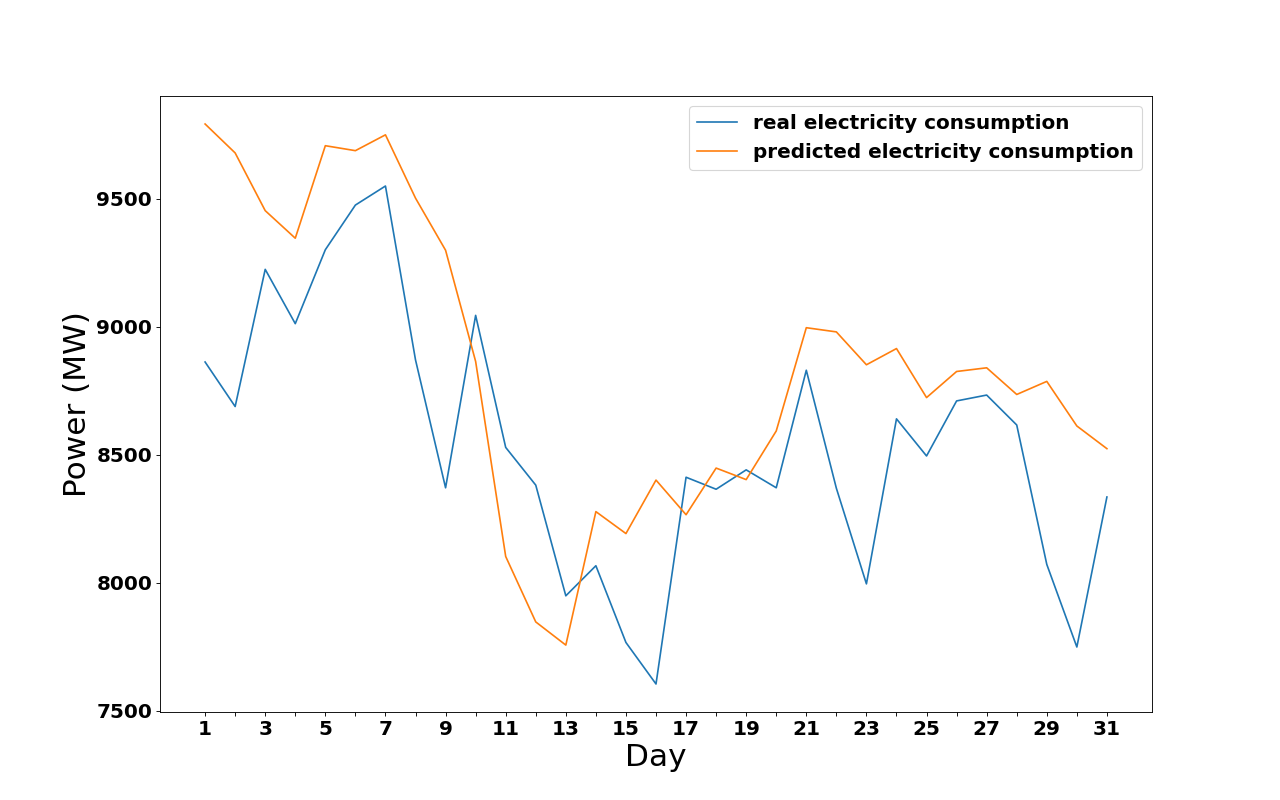 real electricity consumption
predicted electricity consumption
Power (MW)
9500
9000
8500
8000
7500
1 3 5 7 9 11 13 15 17 19 21 23 25 27 29 31
Day